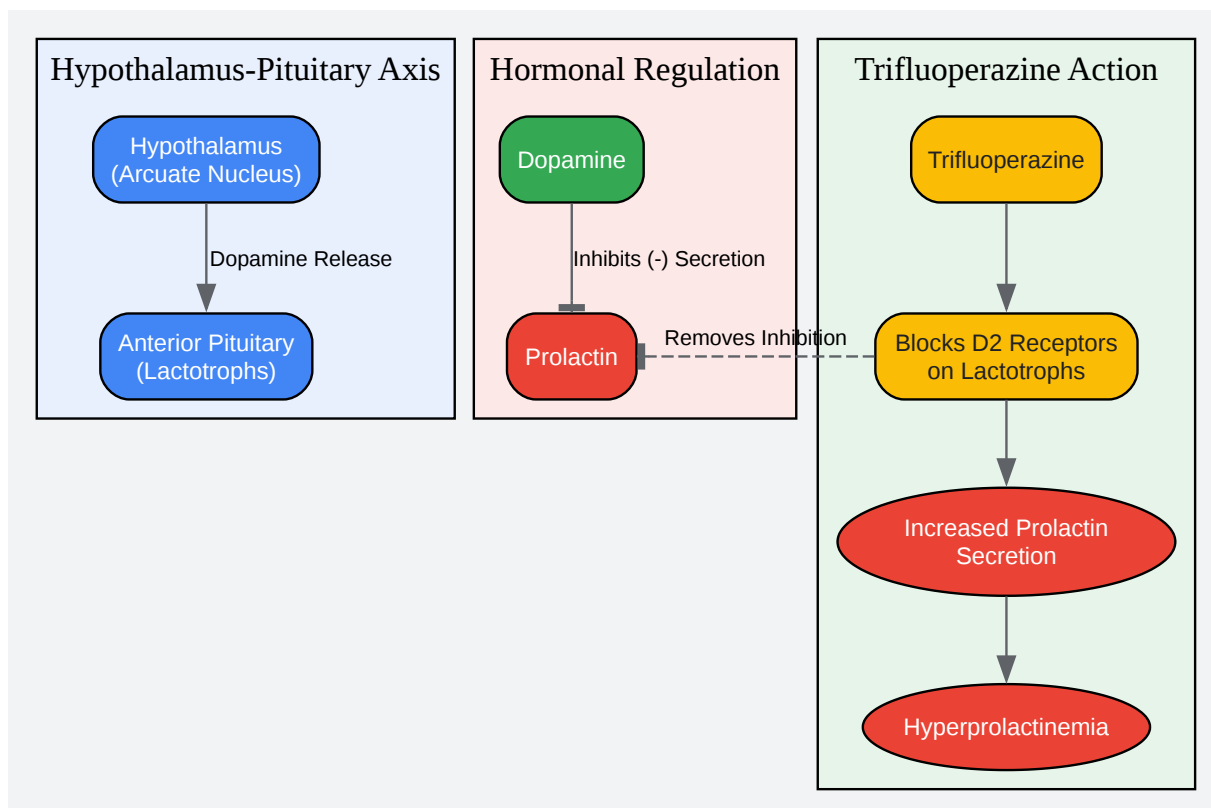 Hypothalamus-Pituitary Axis
Hypothalamus
(Arcuate Nucleus)
Dopamine Release
Anterior Pituitary
(Lactotrophs)
Hormonal Regulation
Dopamine
Inhibits (-) Secretion
Prolactin
Removes Inhibition
Trifluoperazine Action
Trifluoperazine
Blocks D2 Receptors
on Lactotrophs
Increased Prolactin
Secretion
Hyperprolactinemia